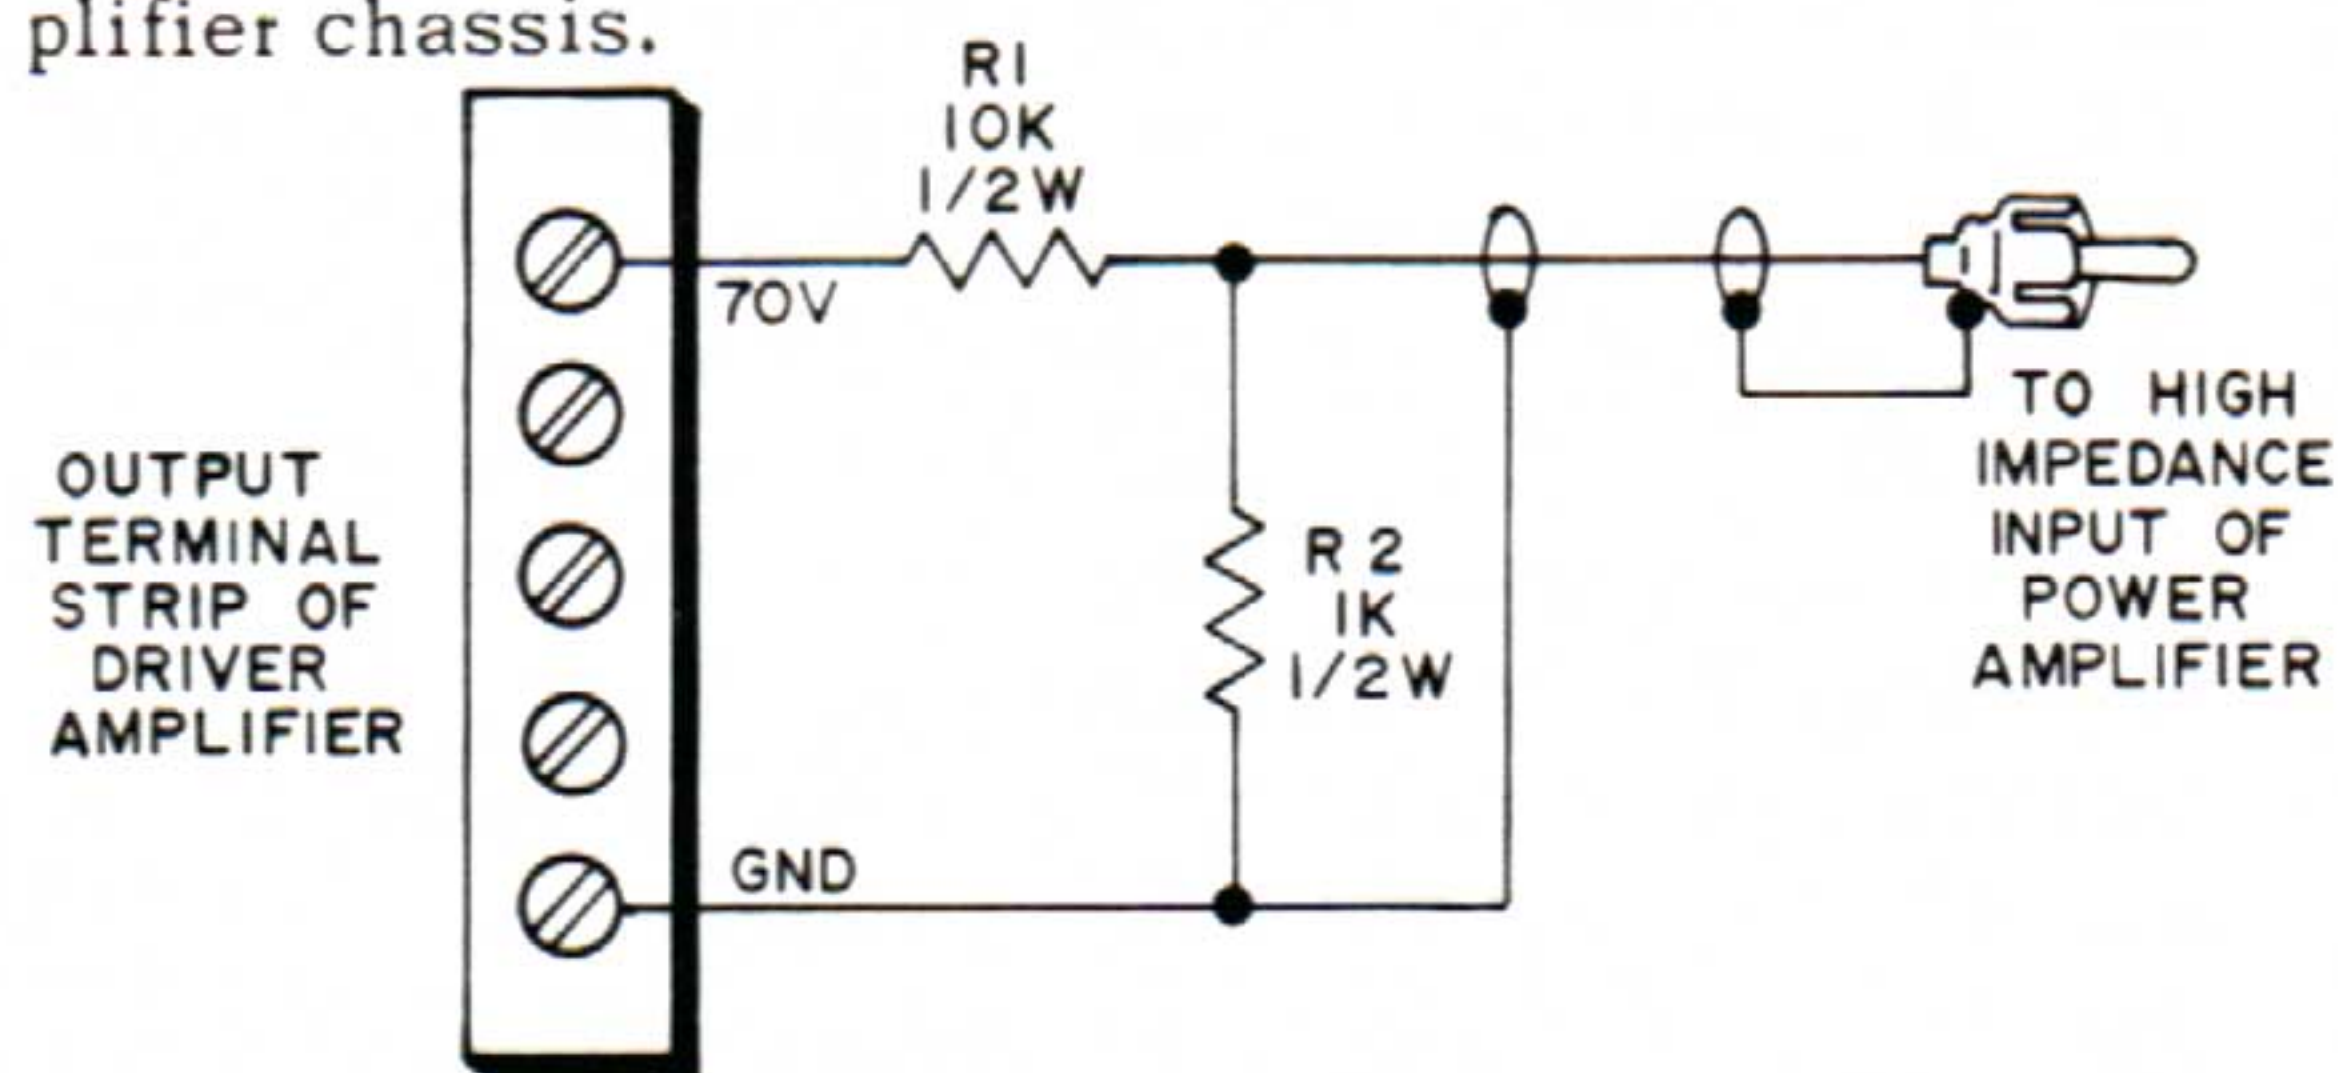 plifier chassis.
R1
10K
1/2W
70V
OUTPUT
TERMINAL
STRIP OF
DRIVER
AMPLIFIER
R2
1K
1/2W
GND
TO HIGH
IMPEDANCE
INPUT OF
POWER
AMPLIFIER